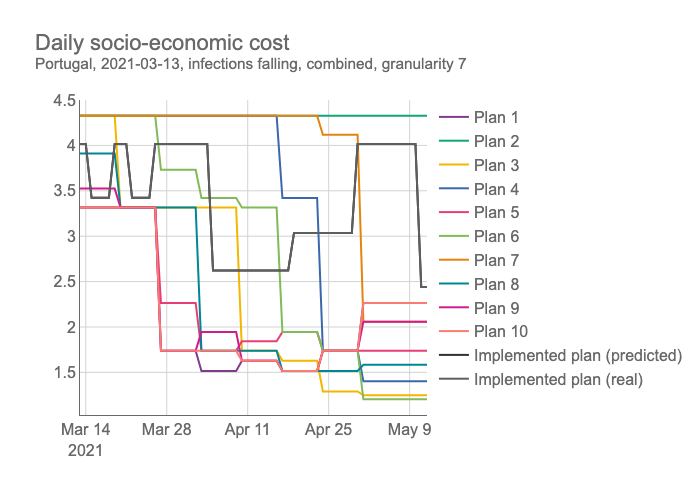 Daily socio-economic cost
Portugal, 2021-03-13, infections falling, combined, granularity 7
4.5
4
3.5
3
2.5
2
1.5
Mar 14
2021
Mar 28
Apr 11
Apr 25
May 9
Plan 1
Plan 2
Plan 3
Plan 4
Plan 5
Plan 6
Plan 7
Plan 8
Plan 9
Plan 10
Implemented plan (predicted)
Implemented plan (real)